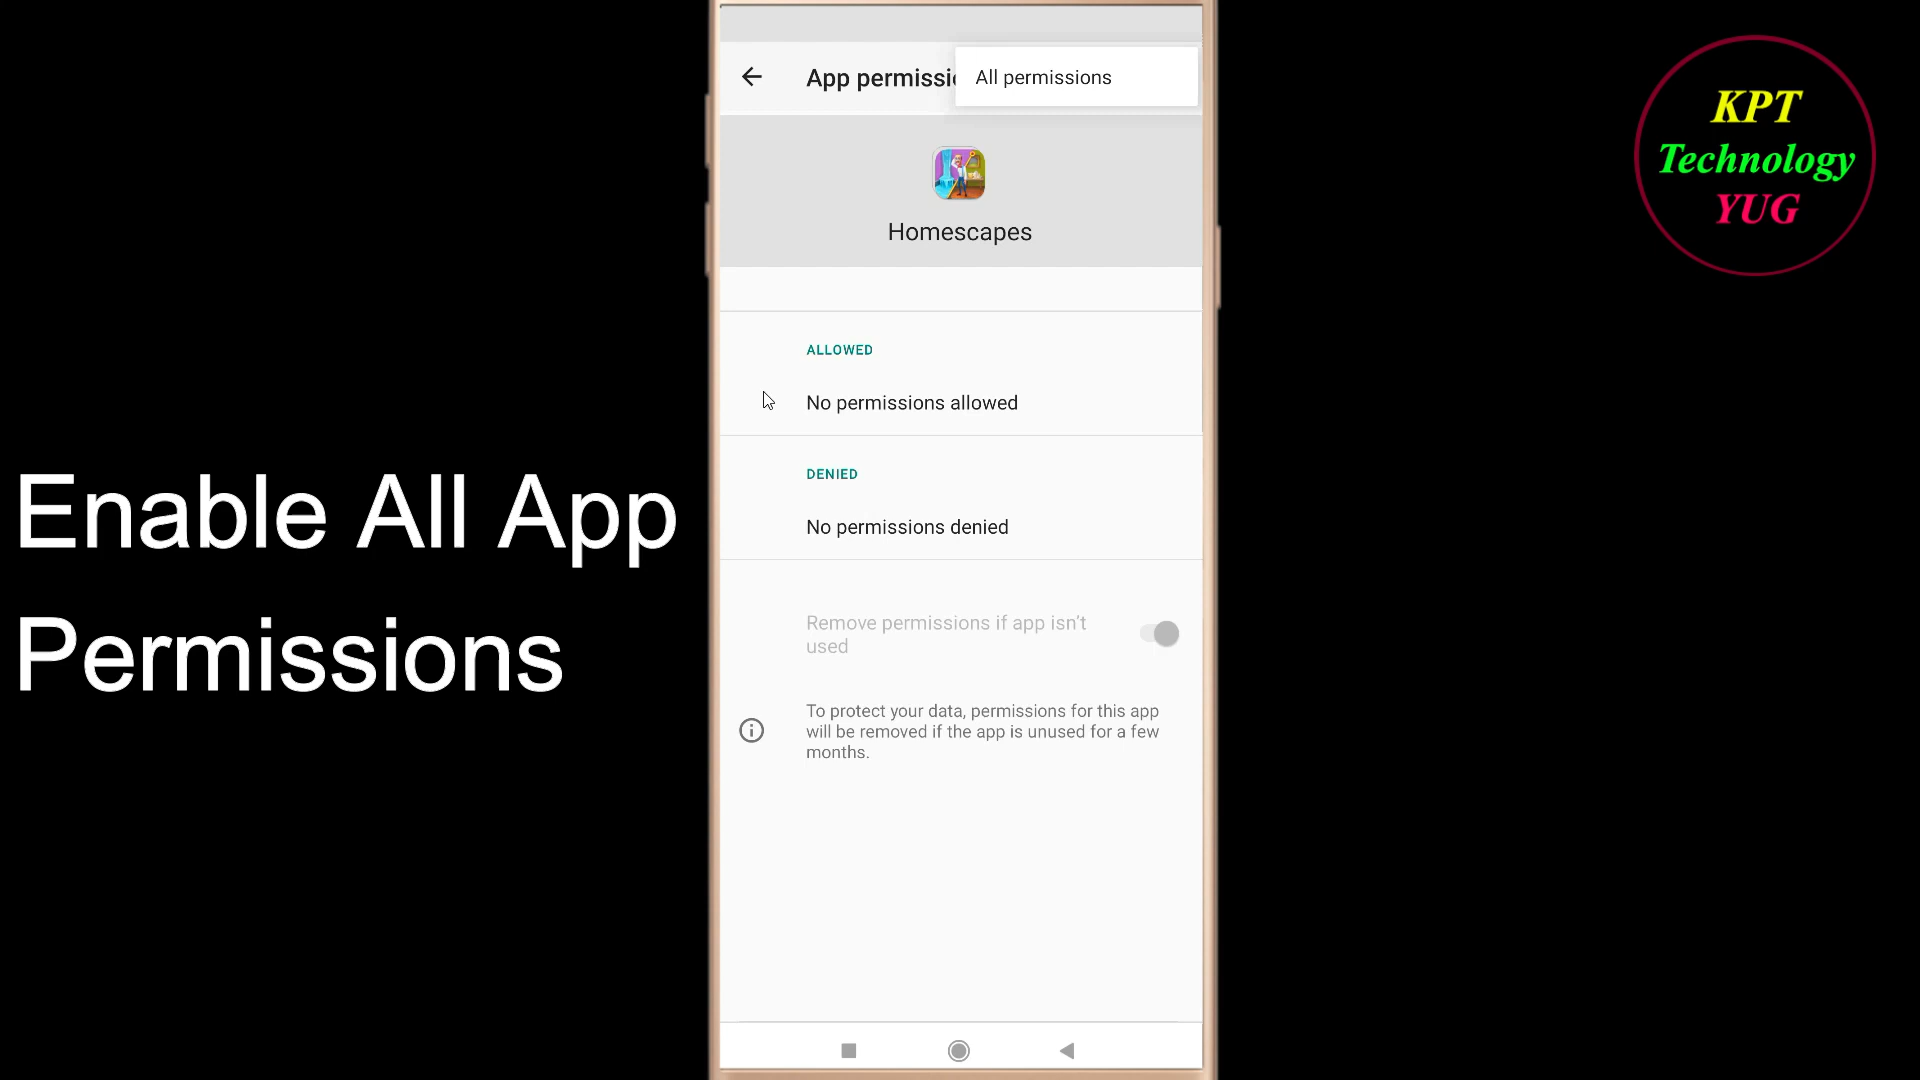 App permissi
All permissions
Homescapes
ALLOWED
No permissions allowed
DENIED
No permissions denied
Remove permissions if app isn't
used
To protect your data, permissions for this app
will be removed if the app is unused for a few
months.
Enable All App
Permissions
KPT
Technology
YUG